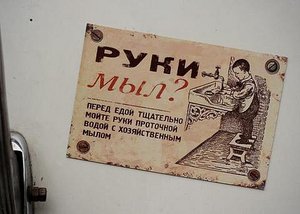 РУКИ
МЫЛ?
ПЕРЕД ЕДОЙ ТЩАТЕЛЬНО
МОЙТЕ РУКИ ПРОТОЧНОЙ
ВОДОЙ С ХОЗЯЙСТВЕННЫМ
МЫЛОМ